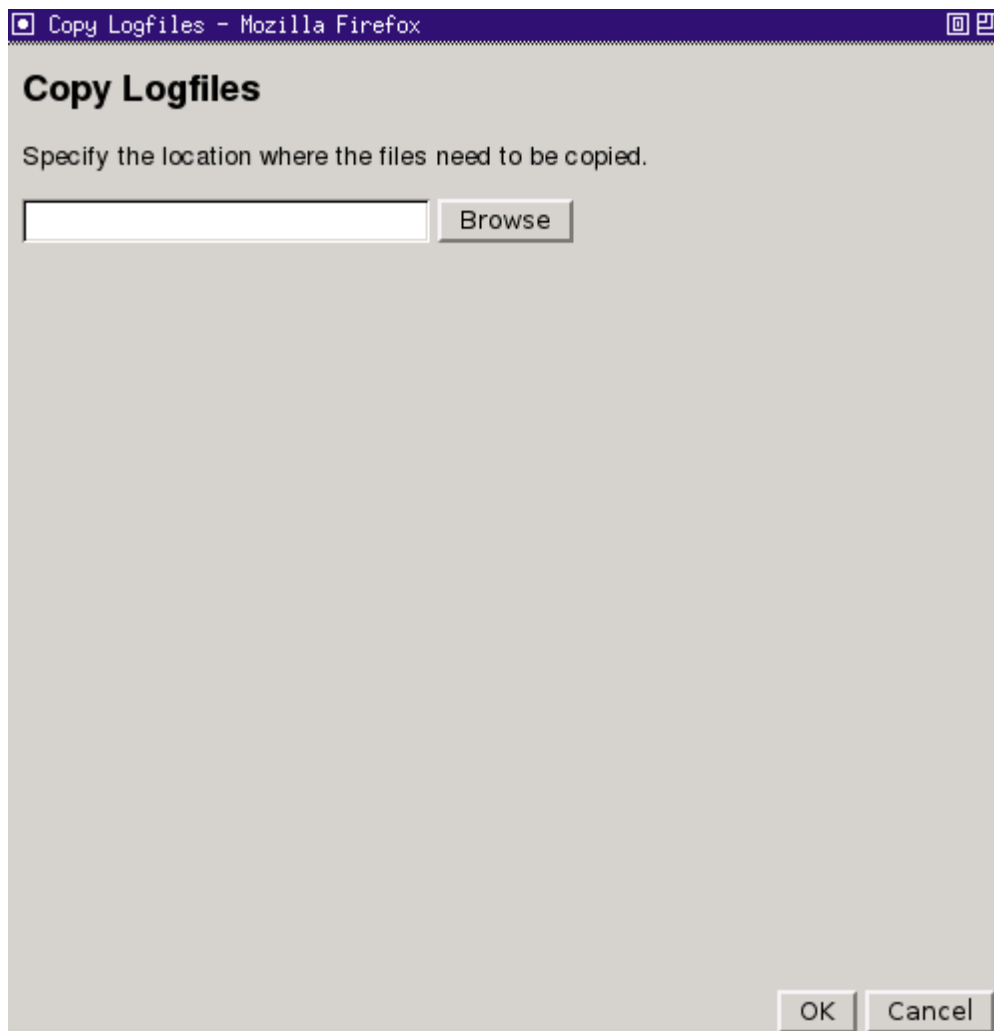 Copy Logfiles - Mozilla Firefox
Copy Logfiles
Specify the location where the files need to be copied.
Browse
OK Cancel